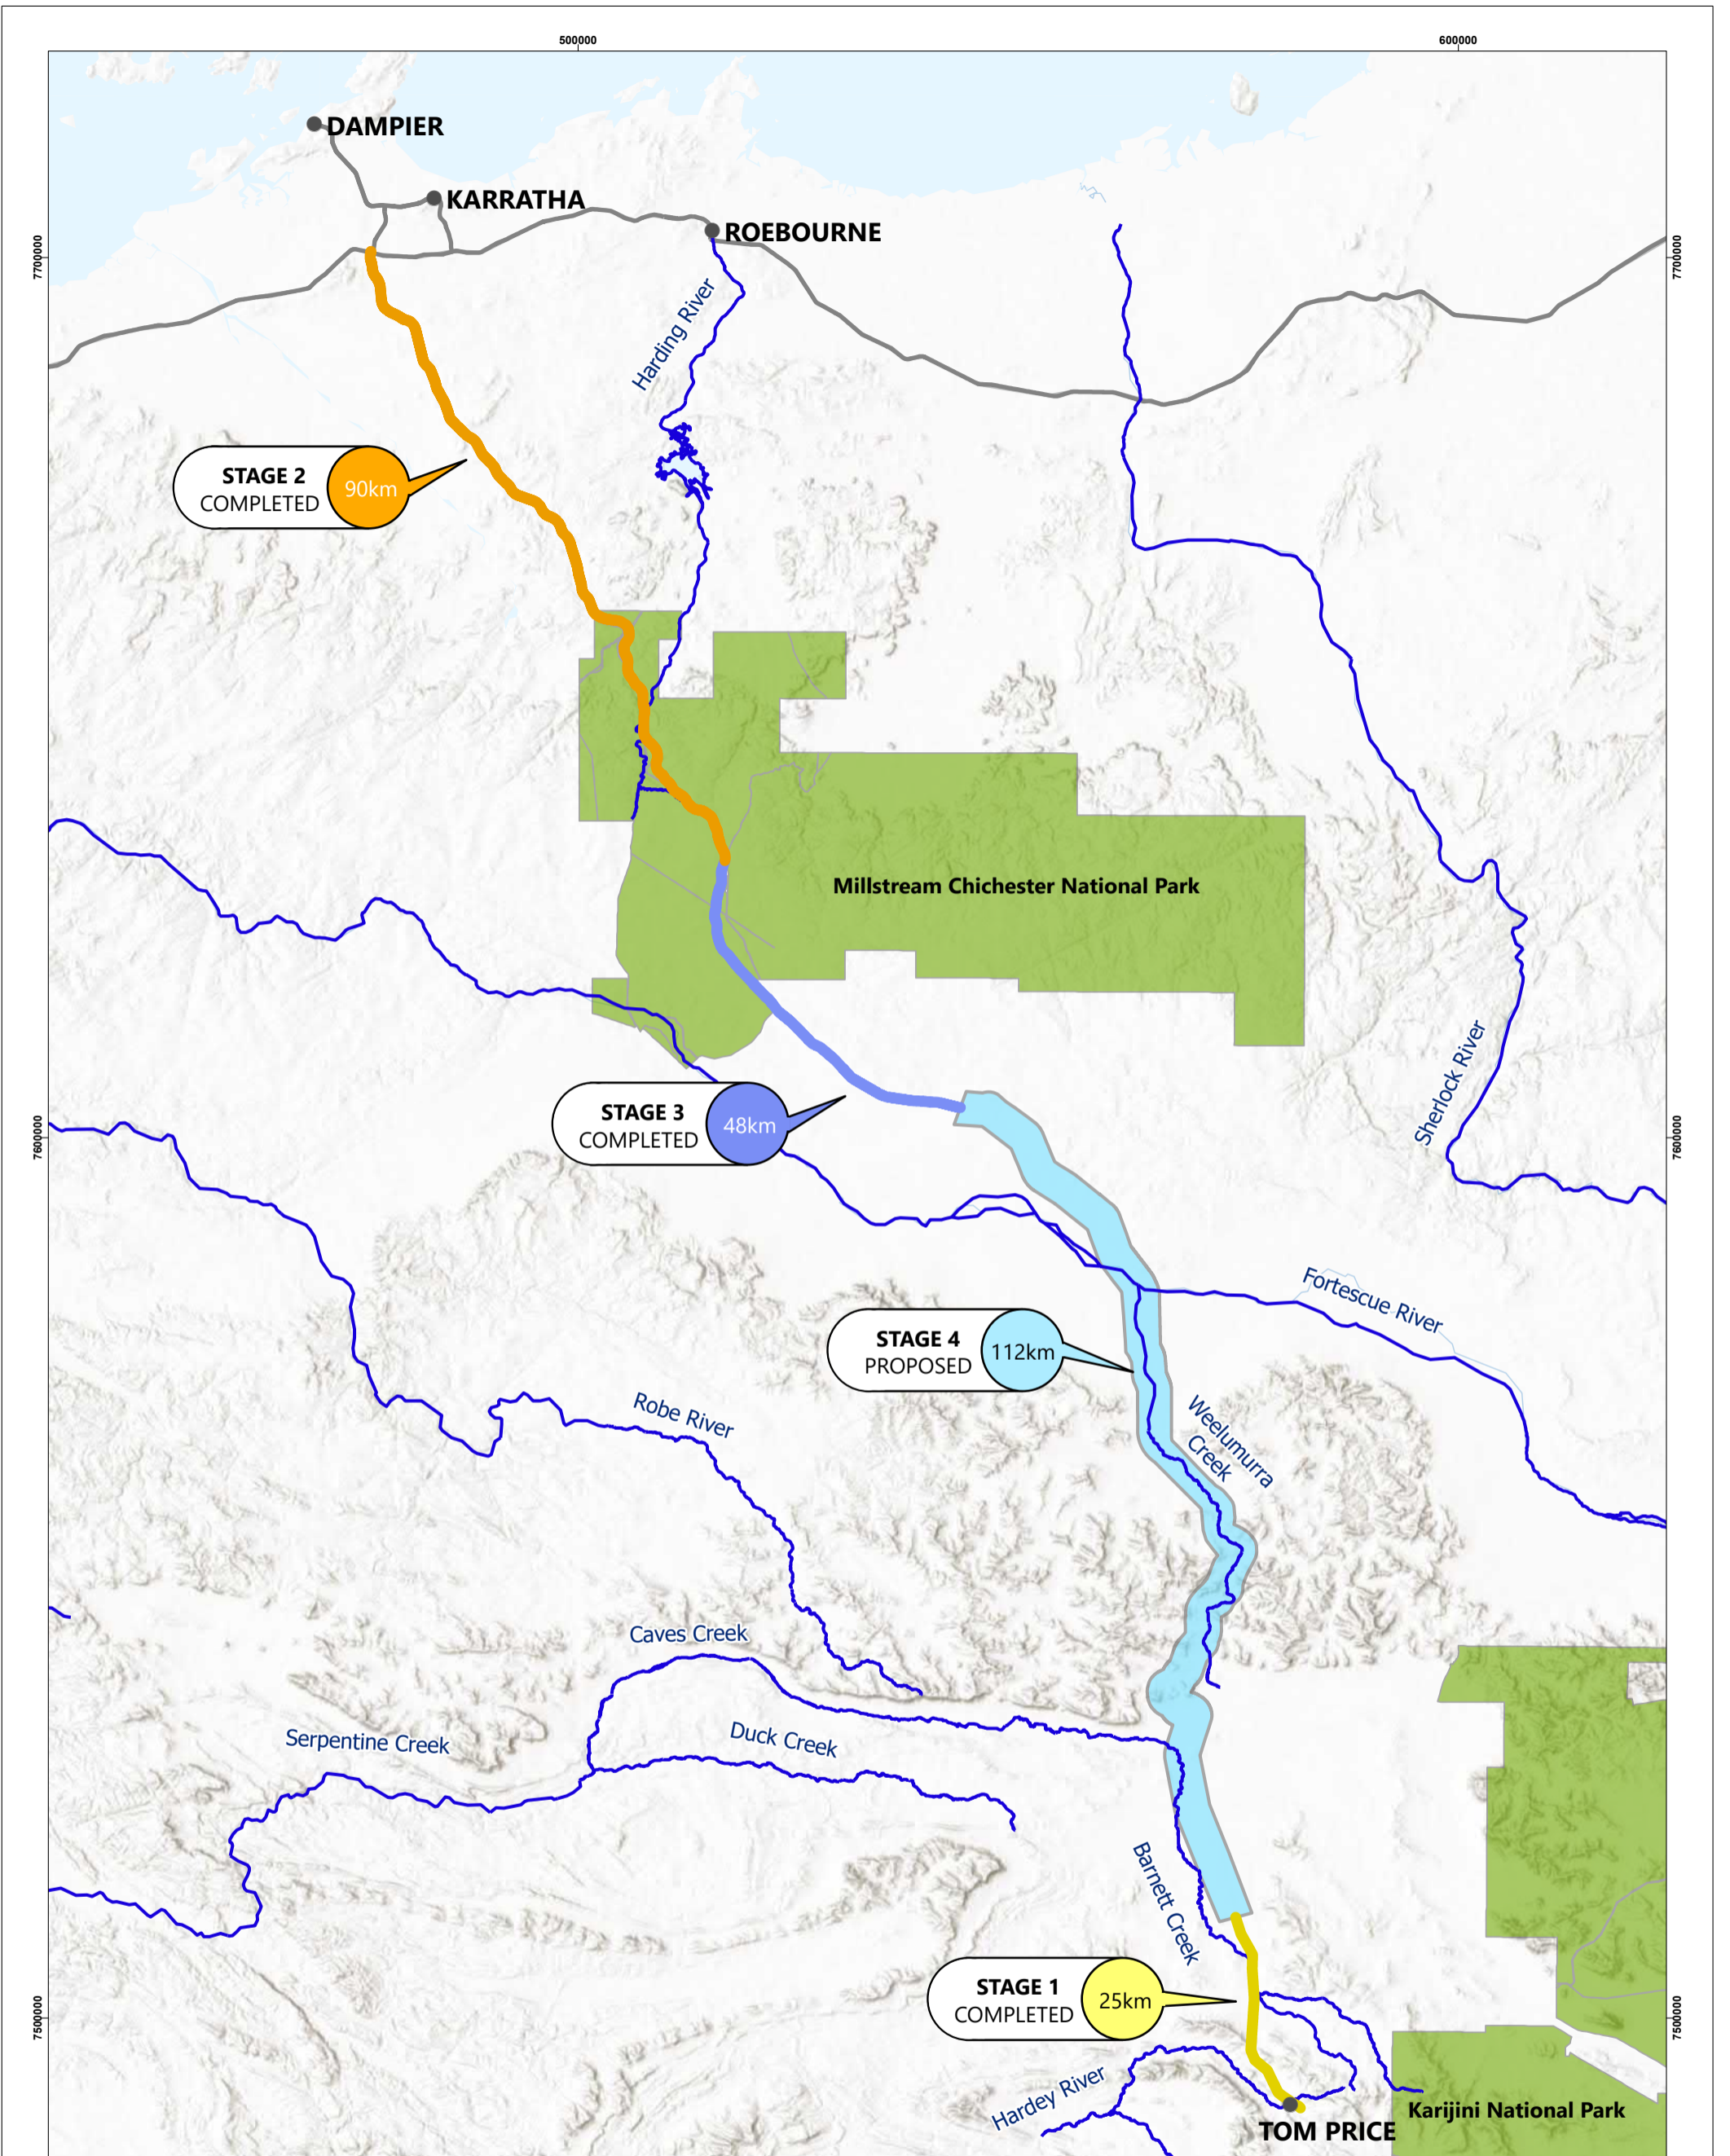 500000
600000
DAMPIER
KARRATHA
ROEBOURNE
7700000
7700000
Harding River
STAGE 2
COMPLETED
90km
Millstream Chichester National Park
Sherlock River
STAGE 3
COMPLETED
48km
7600000
7600000
Fortescue River
STAGE 4
PROPOSED
112km
Weelumurra
Creek
Robe River
Caves Creek
Duck Creek
Serpentine Creek
Barnett Creek
STAGE 1
COMPLETED
25km
7500000
7500000
Hardey River
Karijini National Park
TOM PRICE